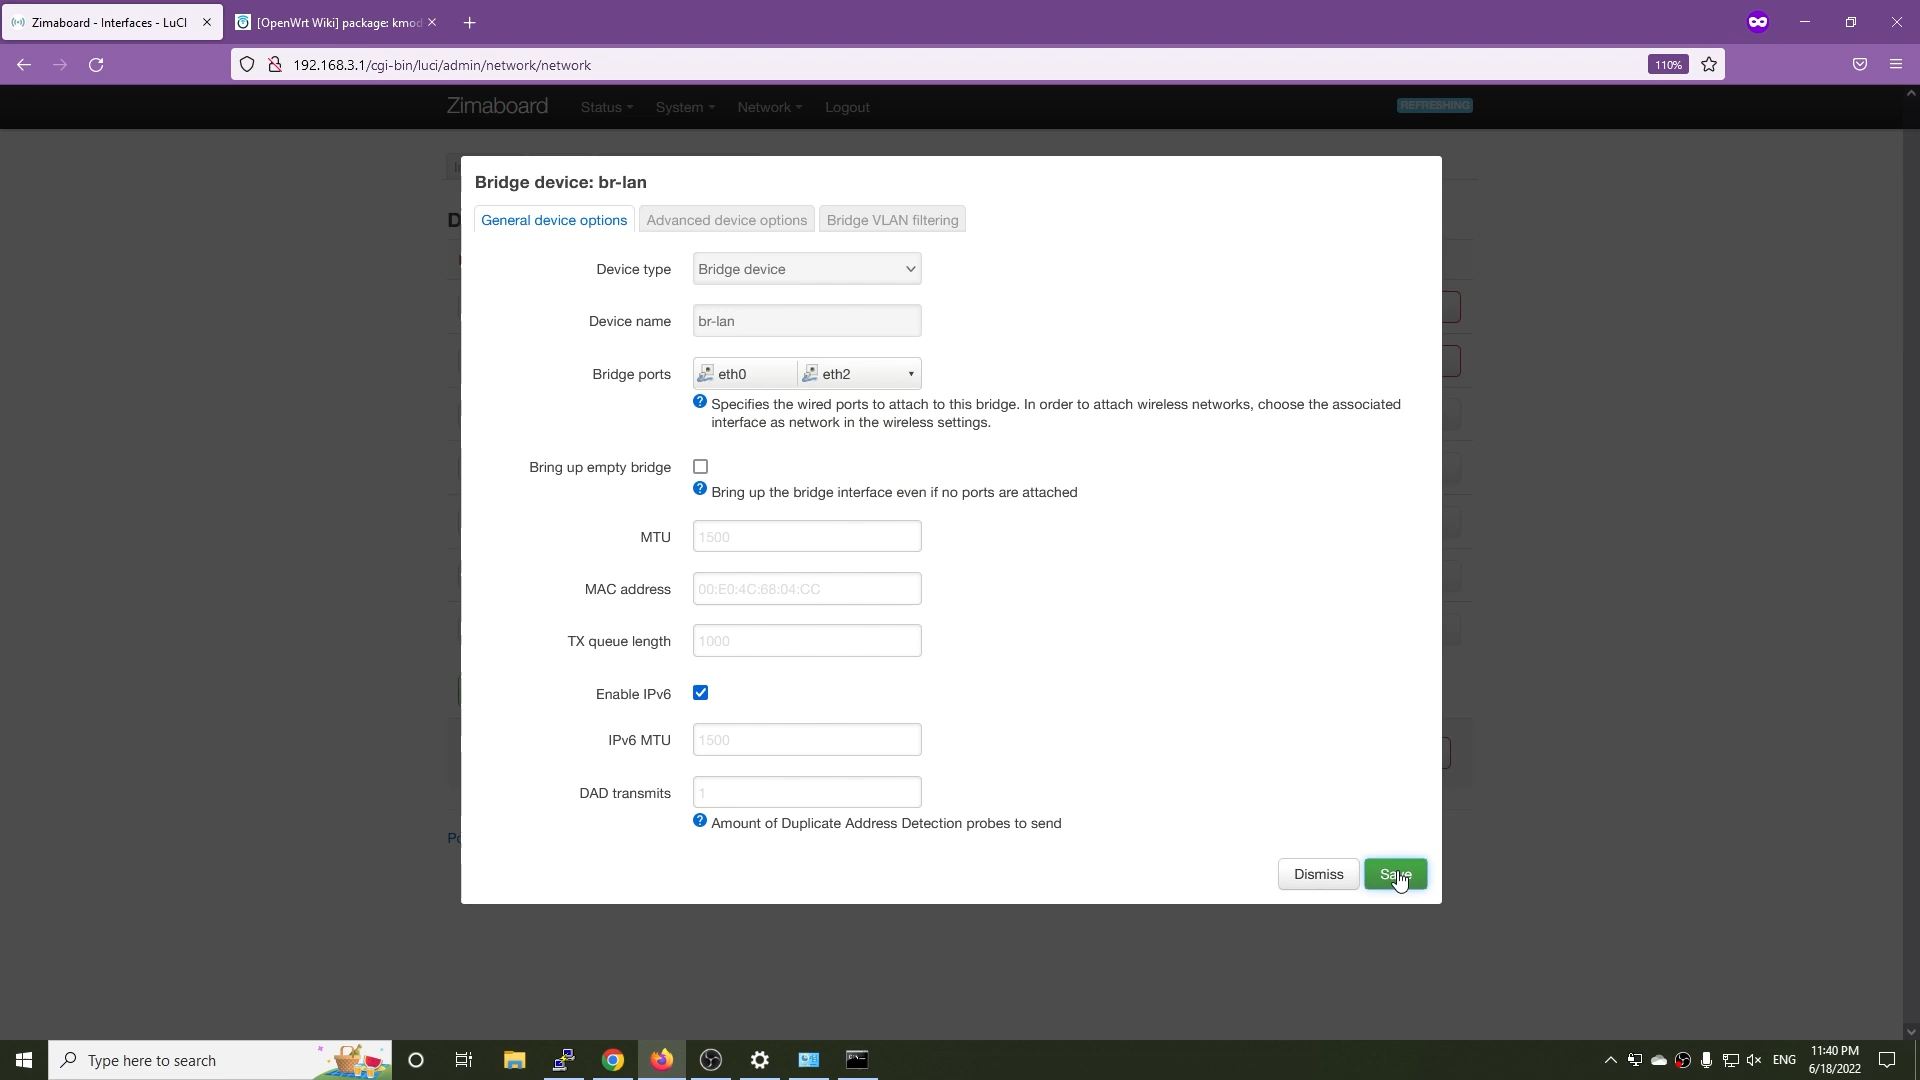 Zimaboard - Interfaces - LuCI
[OpenWrt Wiki] package: kmod
192.168.3.1/cgi-bin/luci/admin/network/network
110%
Zimaboard
Status
System
Network
Logout
REFRESHING
Bridge device: br-lan
General device options
Advanced device options
Bridge VLAN filtering
Device type
Bridge device
Device name
br-lan
Bridge ports
eth0
eth2
Specifies the wired ports to attach to this bridge. In order to attach wireless networks, choose the associated
interface as network in the wireless settings.
Bring up empty bridge
Bring up the bridge interface even if no ports are attached
MTU
1500
MAC address
00:E0:4C:68:04:CC
TX queue length
1000
Enable IPv6
IPv6 MTU
1500
DAD transmits
1
Amount of Duplicate Address Detection probes to send
Dismiss
Save
Type here to search
ENG
11:40 PM
6/18/2022